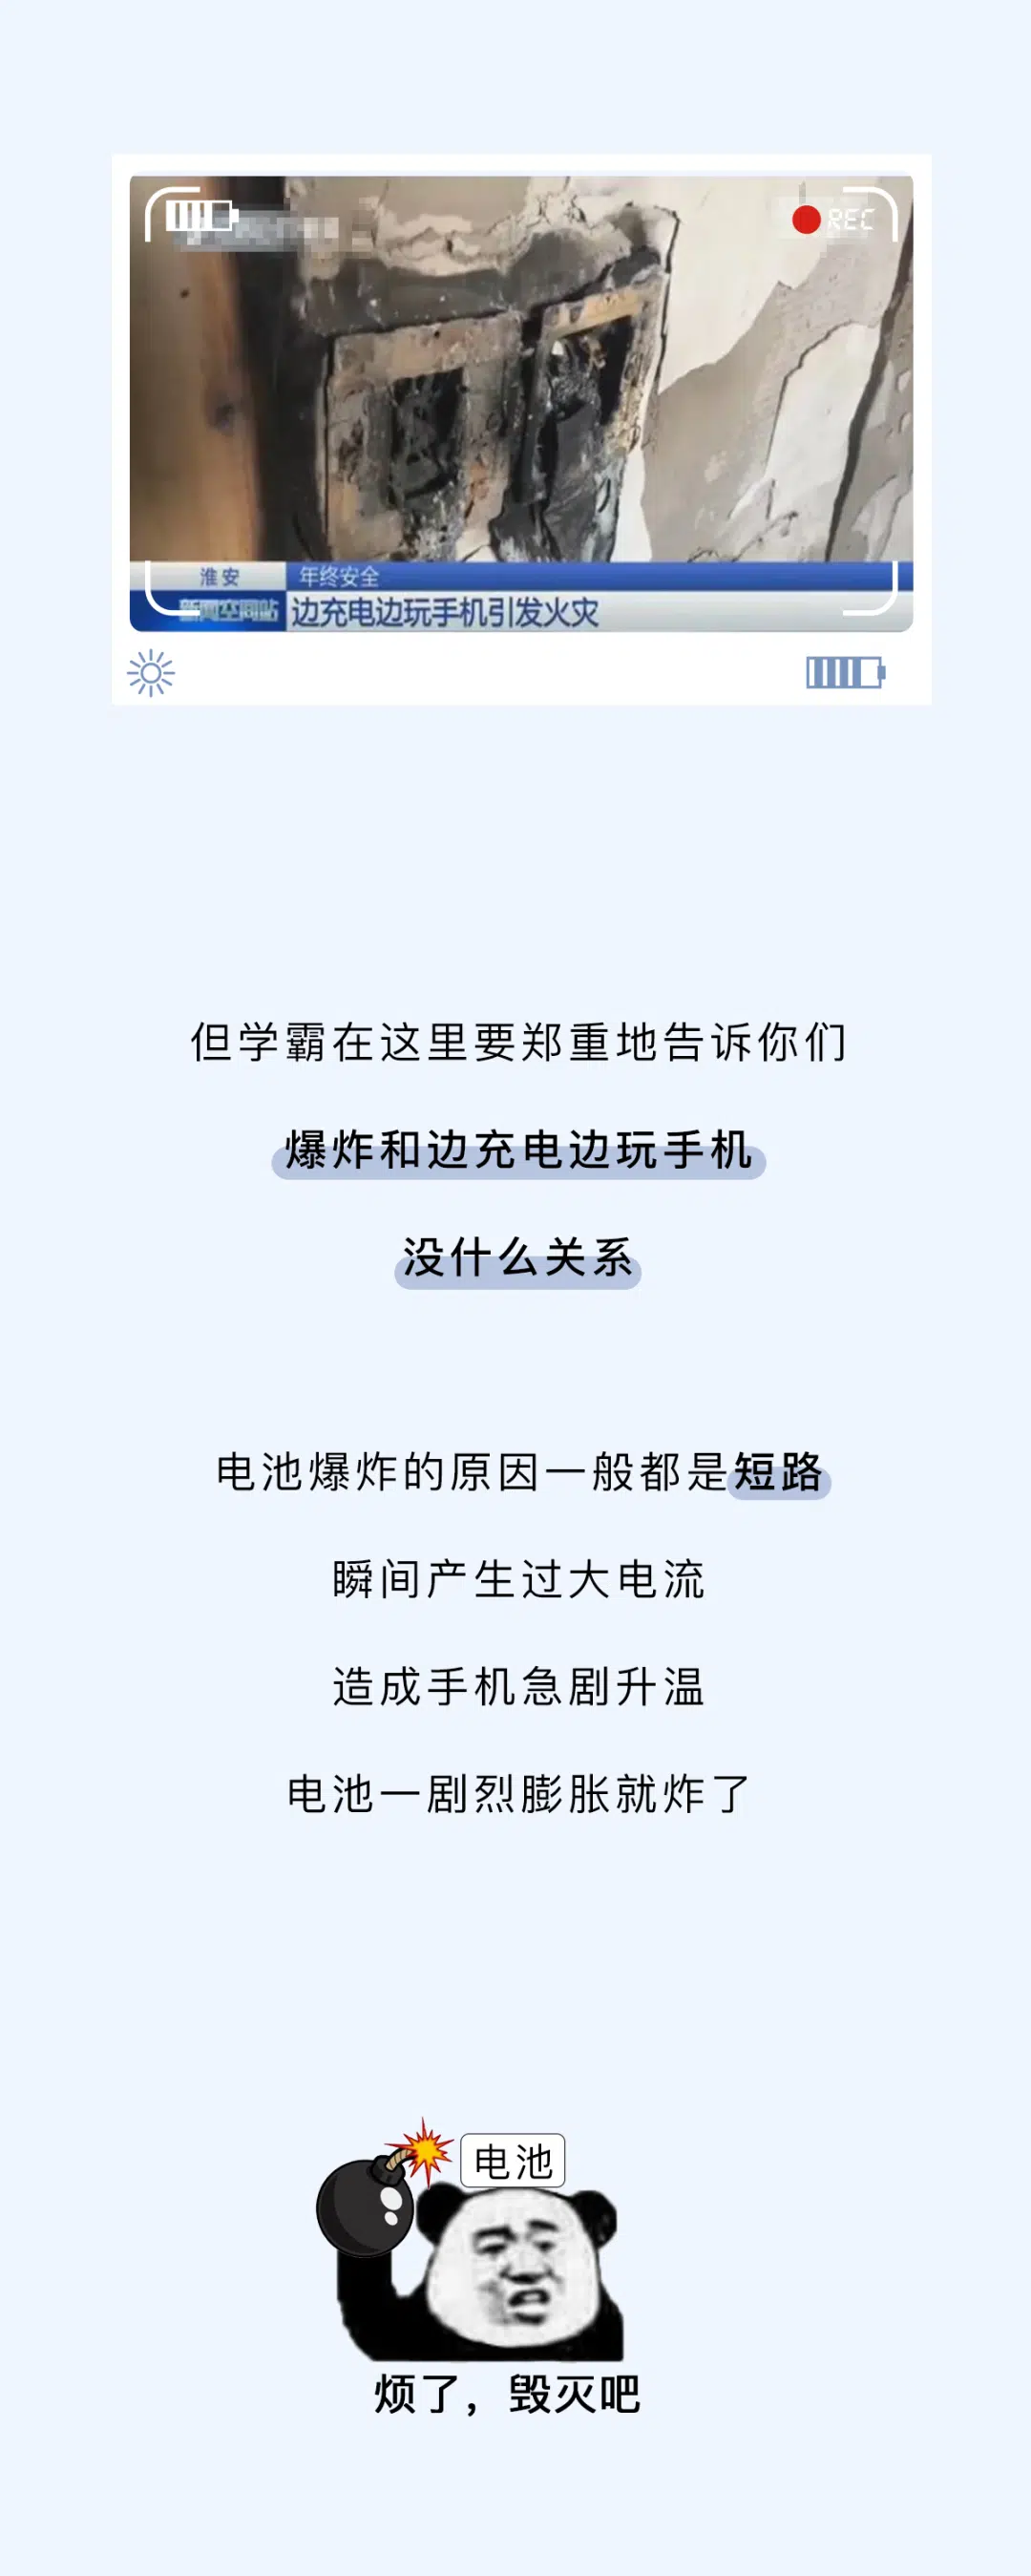 REC
淮安
年终安全
新闻空间站
边充电边玩手机引发火灾
但学霸在这里要郑重地告诉你们
爆炸和边充电边玩手机
没什么关系
电池爆炸的原因一般都是短路
瞬间产生过大电流
造成手机急剧升温
电池一剧烈膨胀就炸了
电池
烦了，毁灭吧